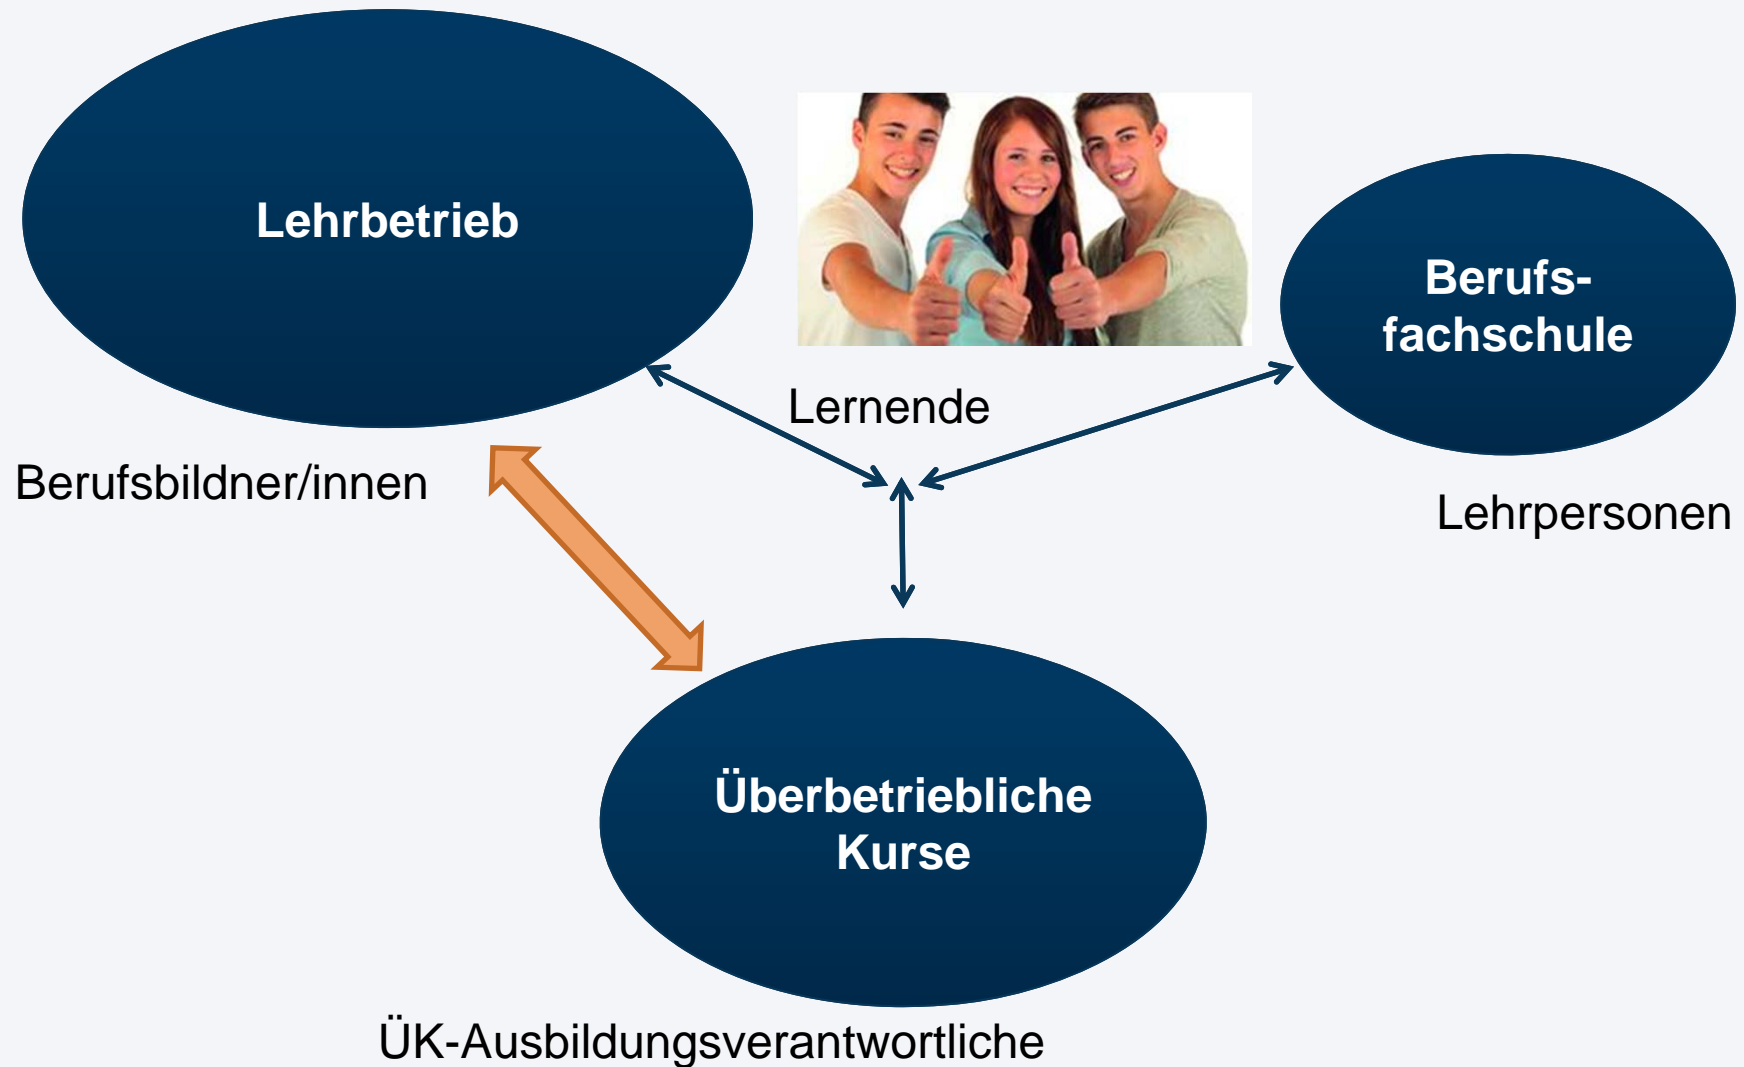 Lehrbetrieb
Berufs-
fachschule
Lernende
Berufsbildner/innen
Lehrpersonen
Überbetriebliche
Kurse
ÜK-Ausbildungsverantwortliche